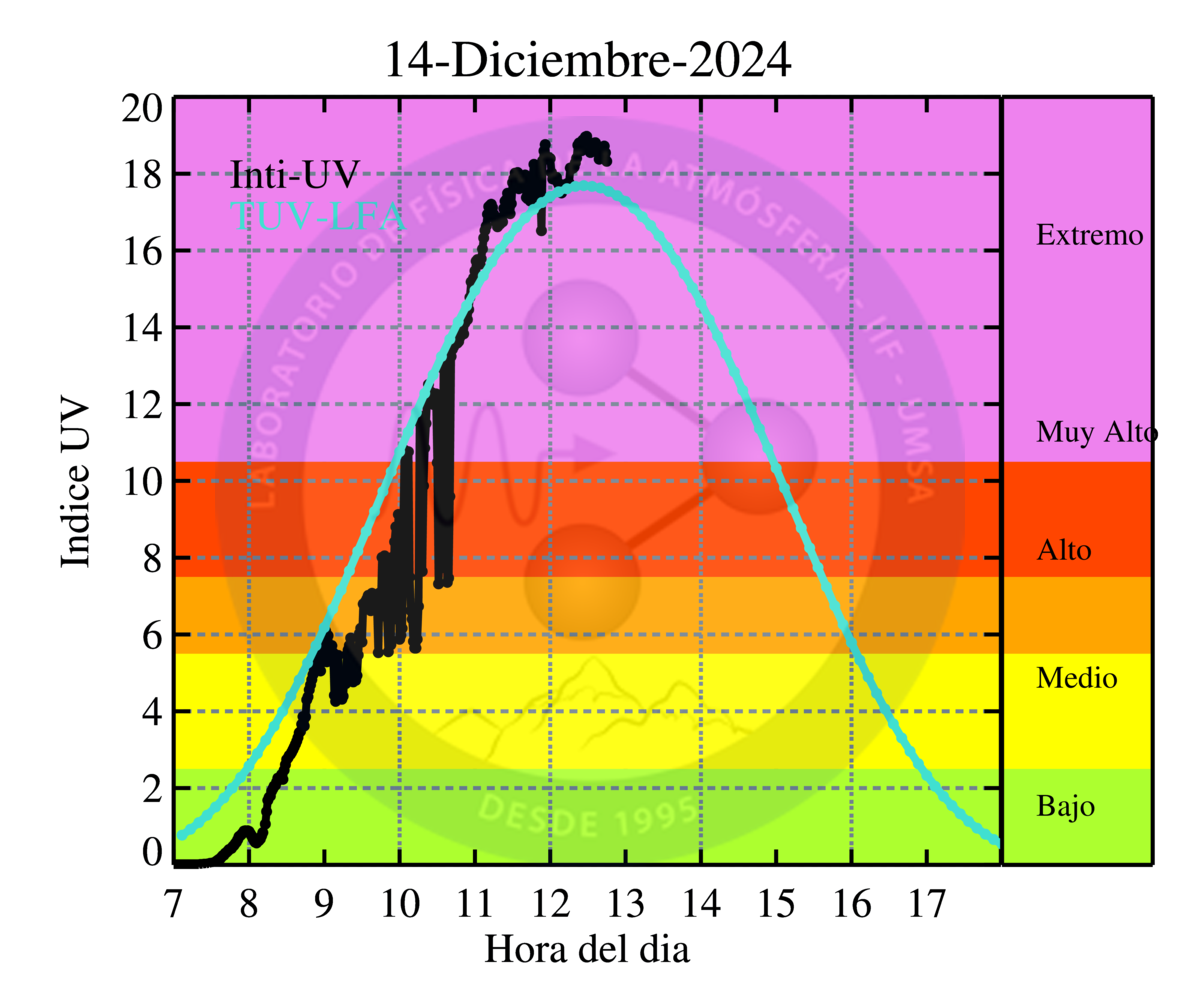 14-Diciembre-2024
20
18
16
14
12
10
8
6
4
2
0
Indice UV
Inti-UV
TUV-LFA
LABORATORIO DE FÍSICA DE LA ATMÓSFERA - IIF - UMSA
DESDE 1995
Extremo
Muy Alto
Alto
Medio
Bajo
7 8 9 10 11 12 13 14 15 16 17
Hora del dia